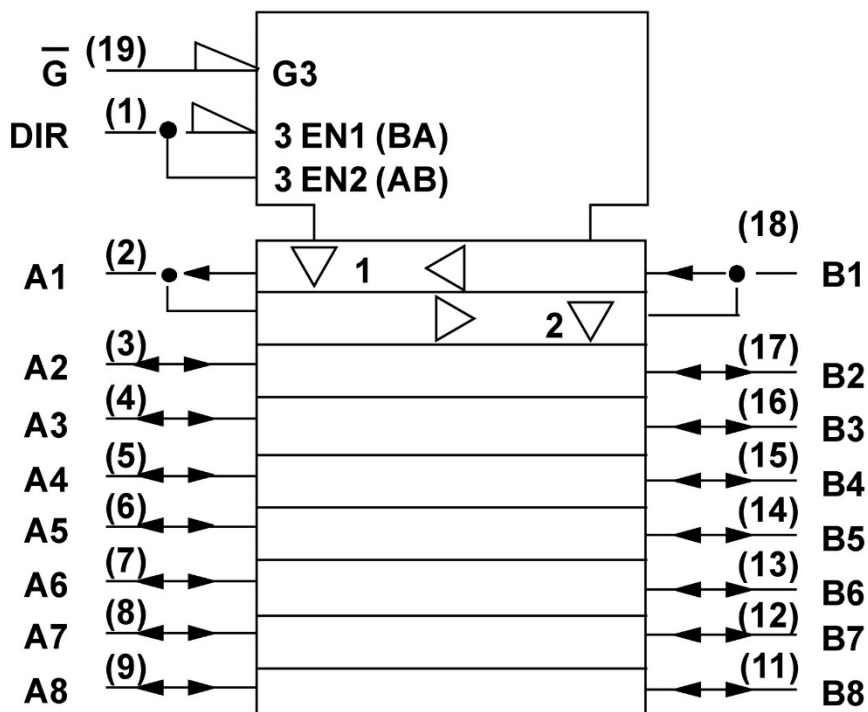 G̅ (19) G3
DIR (1) 3 EN1 (BA)
3 EN2 (AB)
(18)
A1 (2) 1 B1
2
A2 (3) (17) B2
A3 (4) (16) B3
A4 (5) (15) B4
A5 (6) (14) B5
A6 (7) (13) B6
A7 (8) (12) B7
A8 (9) (11) B8